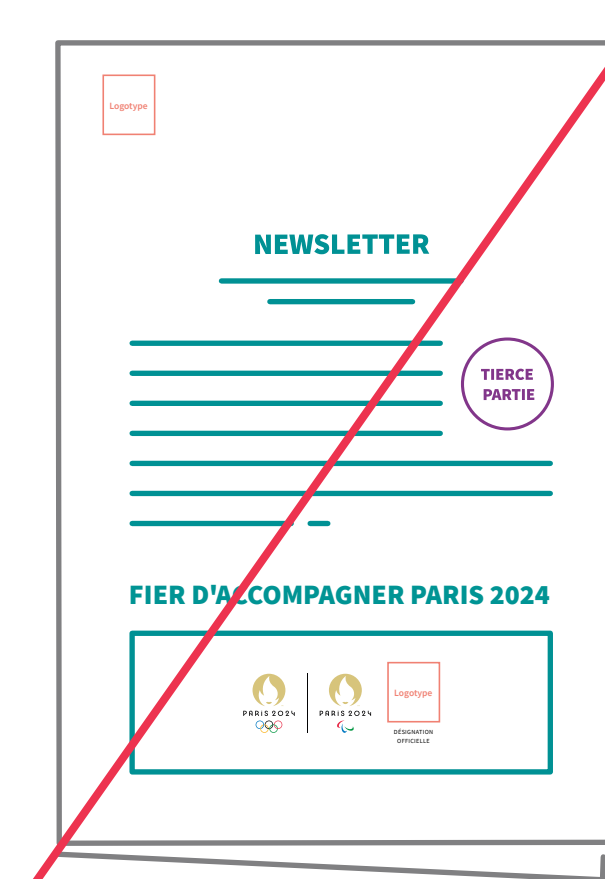 Logotype
NEWSLETTER
TIERCE
PARTIE
FIER D'ACCOMPAGNER PARIS 2024
PARIS 2024
PARIS 2024
Logotype
DÉSIGNATION
OFFICIELLE